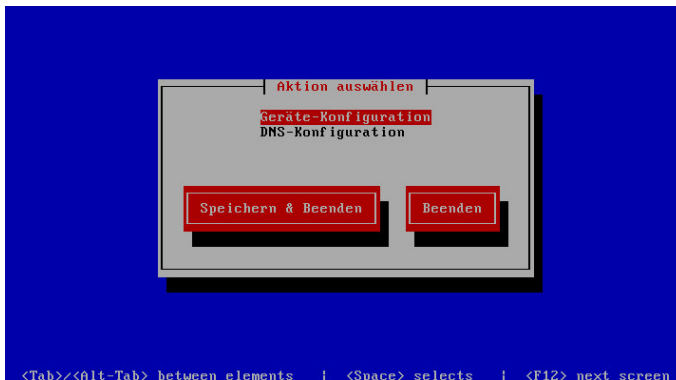 Aktion auswählen
Geräte-Konfiguration
DNS-Konfiguration
Speichern & Beenden
Beenden
<Tab>/<Alt-Tab> between elements | <Space> selects | <F12> next screen